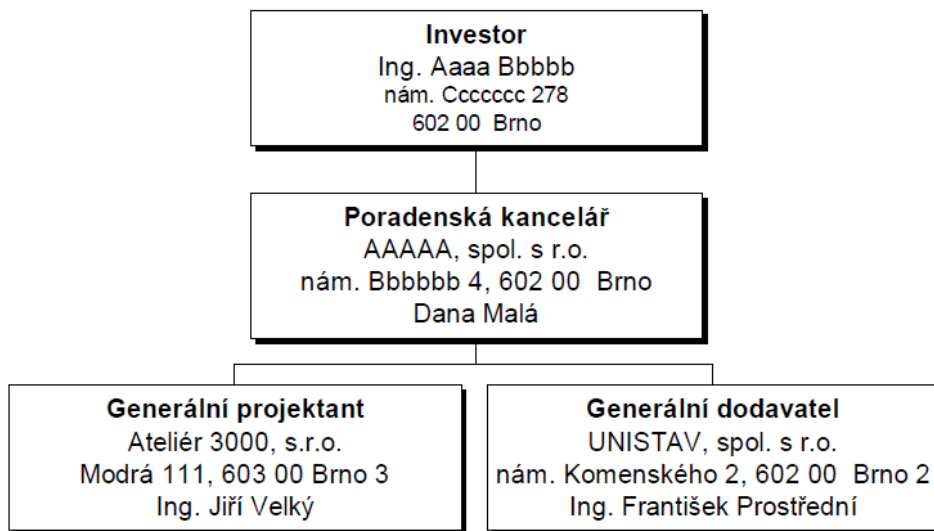 Investor
Ing. Aaaa Bbbbb
nám. Ccccccc 278
602 00 Brno
Poradenská kancelář
AAAAA, spol. s r.o.
nám. Bbbbbb 4, 602 00 Brno
Dana Malá
Generální projektant
Ateliér 3000, s.r.o.
Modrá 111, 603 00 Brno 3
Ing. Jiří Velký
Generální dodavatel
UNISTAV, spol. s r.o.
nám. Komenského 2, 602 00 Brno 2
Ing. František Prostřední